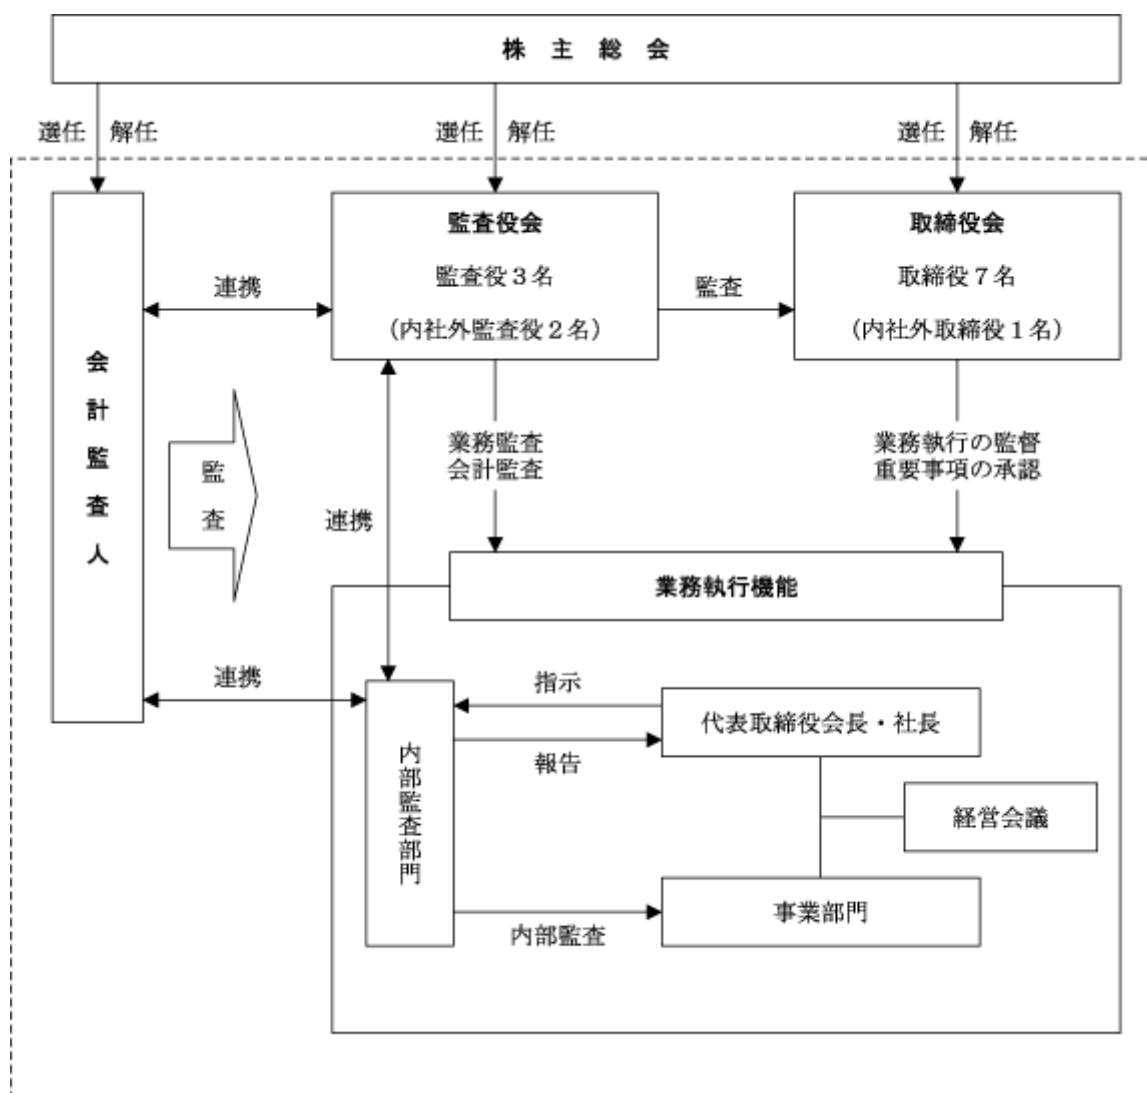 株 主 総 会
選任 解任
選任 解任
選任 解任
会計監査人
監査役会
監査役３名
（内社外監査役２名）
取締役会
取締役７名
（内社外取締役１名）
連携
監査
監査
業務監査
会計監査
業務執行の監督
重要事項の承認
連携
業務執行機能
連携
内部監査部門
指示
報告
代表取締役会長・社長
経営会議
事業部門
内部監査